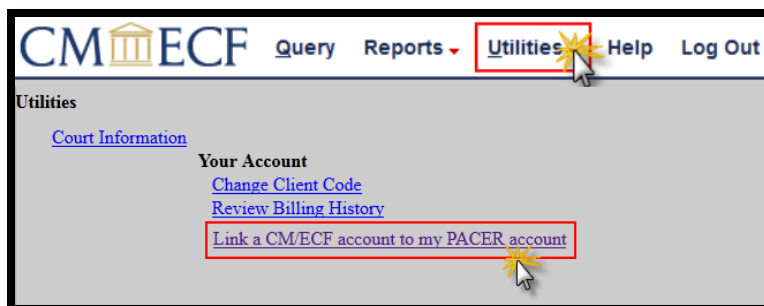 CM ECF Query Reports Utilities Help Log Out
Utilities
Court Information
Your Account
Change Client Code
Review Billing History
Link a CM/ECF account to my PACER account